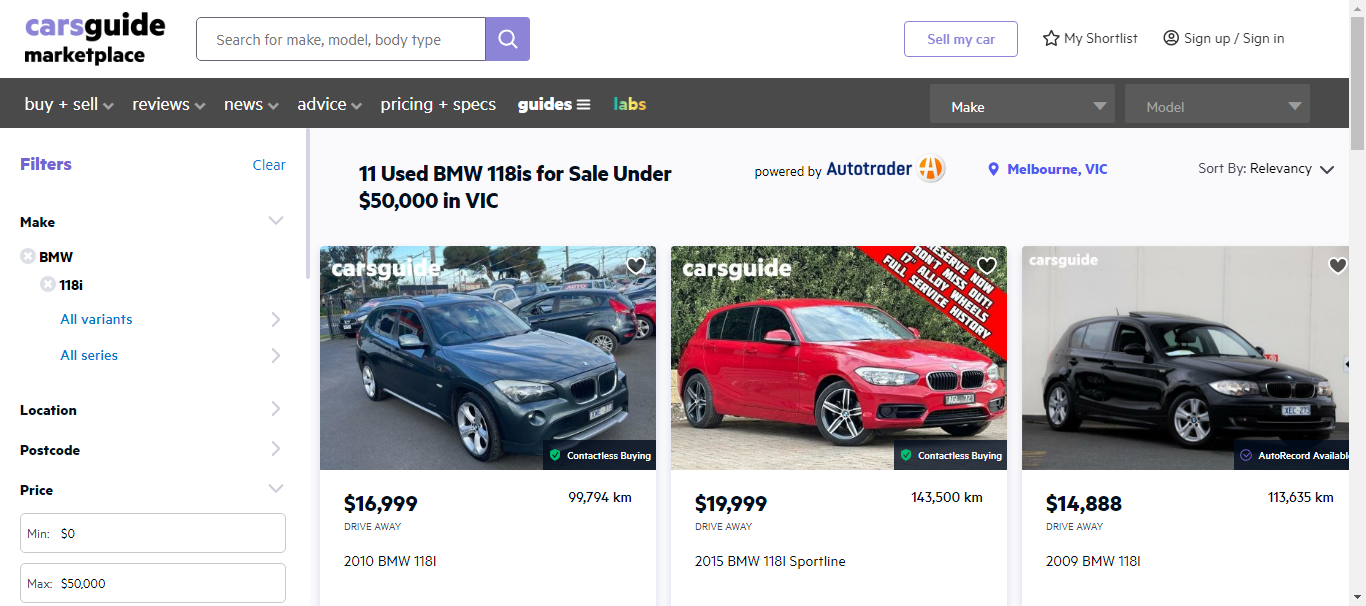 carsguide
marketplace
Search for make, model, body type
Sell my car
My Shortlist
Sign up / Sign in
buy + sell
reviews
news
advice
pricing + specs
guides
labs
Make
Model
Filters
Clear
Make
BMW
118i
All variants
All series
Location
Postcode
Price
Min: $0
Max: $50,000
11 Used BMW 118is for Sale Under
$50,000 in VIC
powered by Autotrader
Melbourne, VIC
Sort By: Relevancy
carsguide
Contactless Buying
$16,999
99,794 km
DRIVE AWAY
2010 BMW 118I
carsguide
RESERVE NOW
DON'T MISS OUT!
17" ALLOY WHEELS
FULL SERVICE HISTORY
Contactless Buying
$19,999
143,500 km
DRIVE AWAY
2015 BMW 118I Sportline
carsguide
XEC-275
AutoRecord Available
$14,888
113,635 km
DRIVE AWAY
2009 BMW 118I